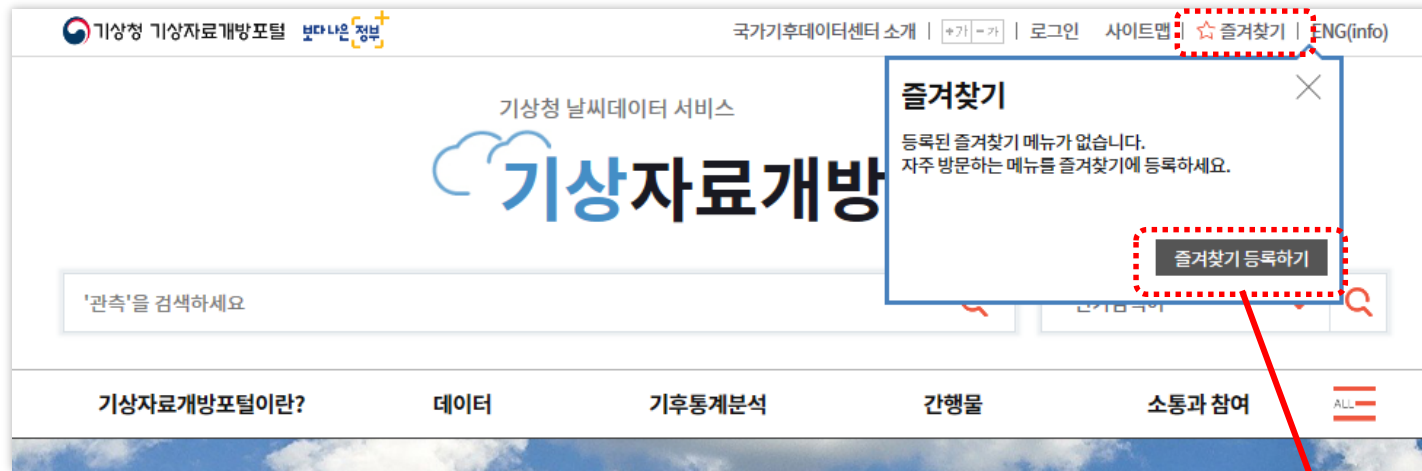 기상청 기상자료개방포털 보다나은 정부
국가기후데이터센터 소개 | +가 -가 | 로그인 사이트맵 | ☆ 즐겨찾기 | ENG(info)
기상청 날씨데이터 서비스
기상자료개방
즐겨찾기
등록된 즐겨찾기 메뉴가 없습니다.
자주 방문하는 메뉴를 즐겨찾기에 등록하세요.
즐겨찾기 등록하기
'관측'을 검색하세요
기상자료개방포털이란? 데이터 기후통계분석 간행물 소통과 참여 ALL